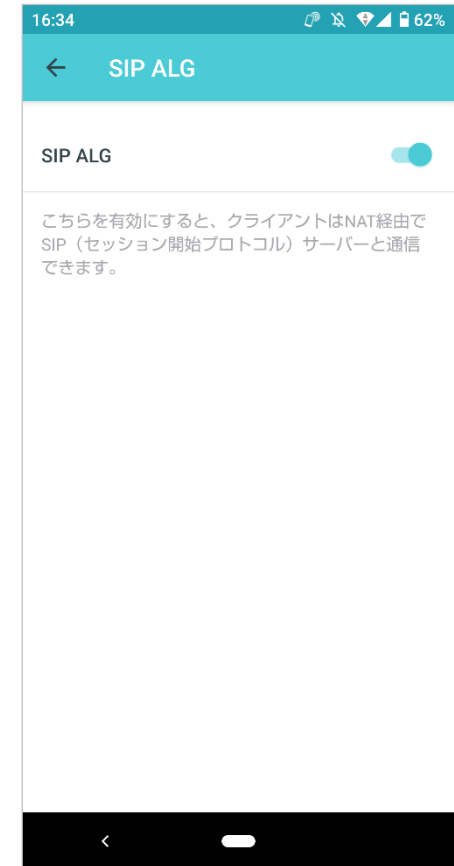 16:34
62%
SIP ALG
SIP ALG
こちらを有効にすると、クライアントはNAT経由で
SIP（セッション開始プロトコル）サーバーと通信
できます。